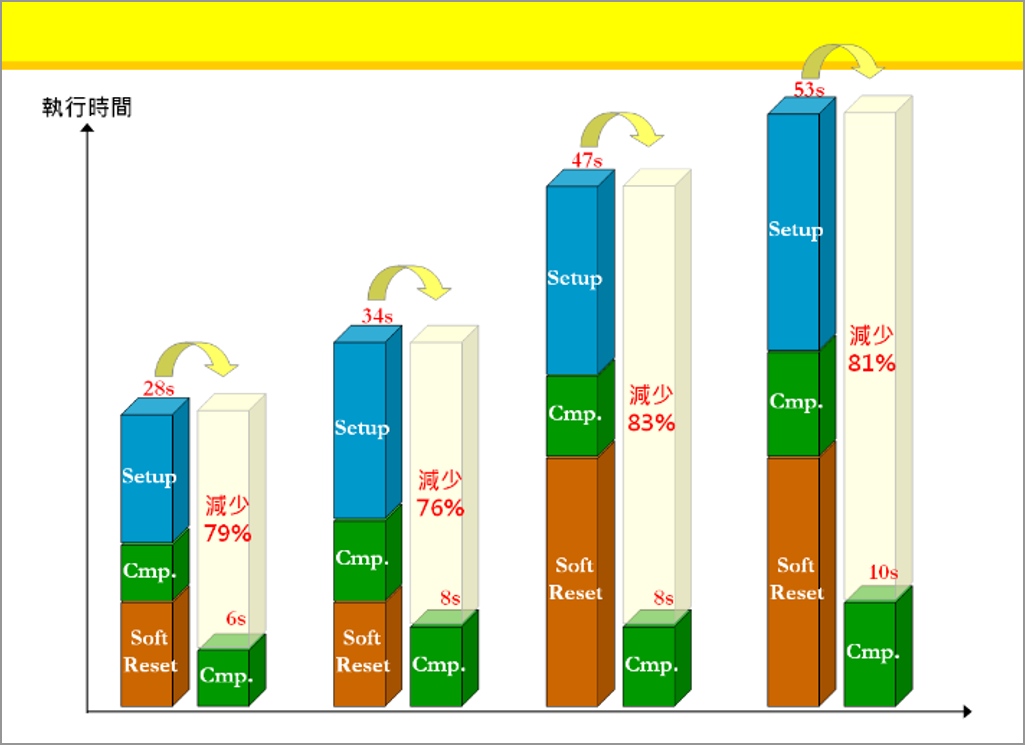 執行時間
28s
Setup
Cmp.
Soft
Reset
減少
79%
6s
Cmp.
34s
Setup
Cmp.
Soft
Reset
減少
76%
8s
Cmp.
47s
Setup
Cmp.
Soft
Reset
減少
83%
8s
Cmp.
53s
Setup
Cmp.
Soft
Reset
減少
81%
10s
Cmp.